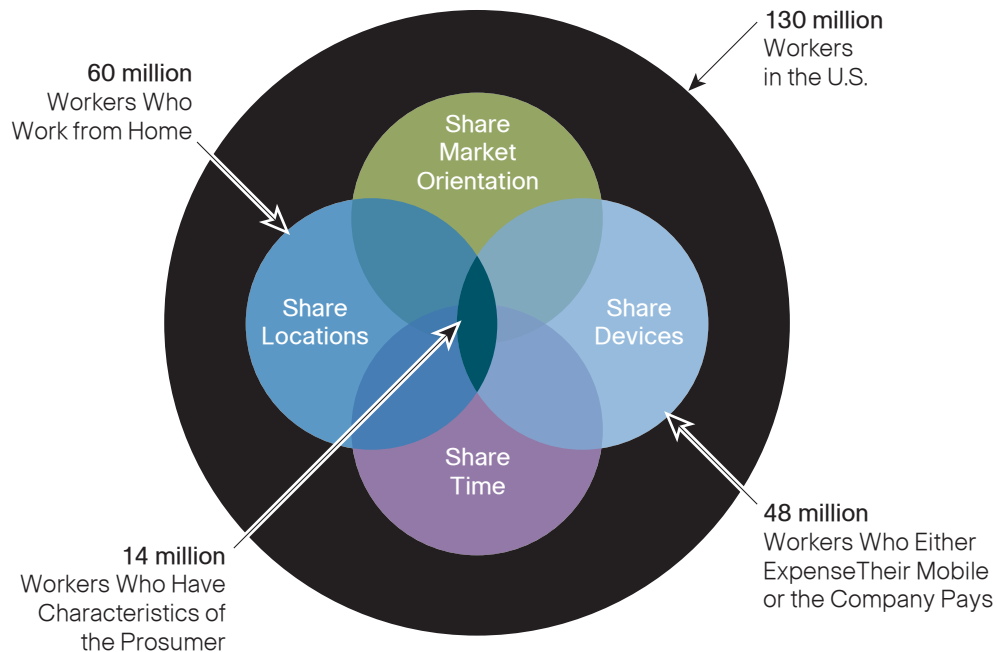 130 million
Workers
in the U.S.
60 million
Workers Who
Work from Home
Share
Market
Orientation
Share
Locations
Share
Devices
Share
Time
48 million
Workers Who Either
ExpenseTheir Mobile
or the Company Pays
14 million
Workers Who Have
Characteristics of
the Prosumer